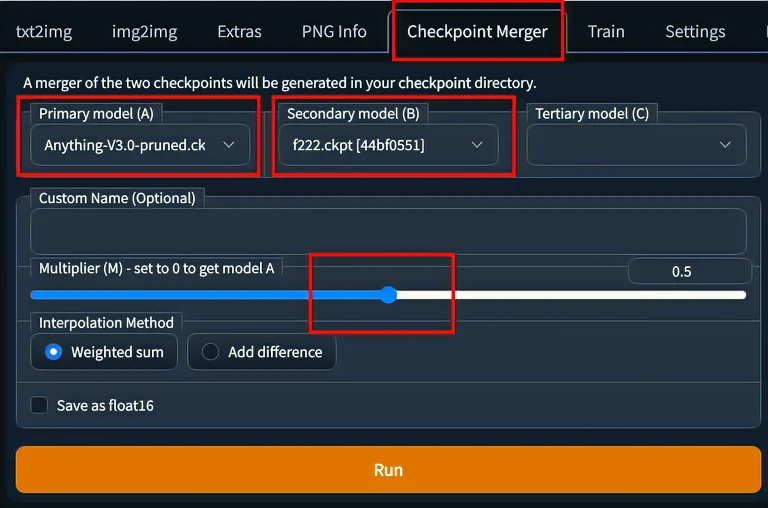 txt2img img2img Extras PNG Info Checkpoint Merger Train Settings
A merger of the two checkpoints will be generated in your checkpoint directory.
Primary model (A) Secondary model (B) Tertiary model (C)
Anything-V3.0-pruned.ck f222.ckpt [44bf0551]
Custom Name (Optional)
Multiplier (M) - set to 0 to get model A 0.5
Interpolation Method
Weighted sum Add difference
Save as float16
Run